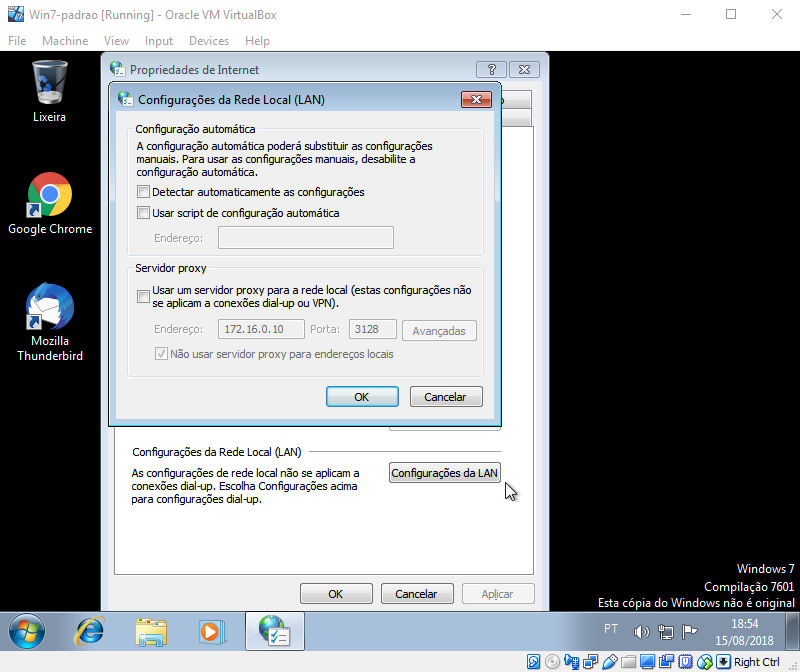 Win7-padrao [Running] - Oracle VM VirtualBox
File Machine View Input Devices Help
Lixeira
Google Chrome
Mozilla
Thunderbird
Propriedades de Internet
?
Configurações da Rede Local (LAN)
Configuração automática
A configuração automática poderá substituir as configurações
manuais. Para usar as configurações manuais, desabilite a
configuração automática.
Detectar automaticamente as configurações
Usar script de configuração automática
Endereço:
Servidor proxy
Usar um servidor proxy para a rede local (estas configurações não
se aplicam a conexões dial-up ou VPN).
Endereço: 172.16.0.10 Porta: 3128 Avançadas
Não usar servidor proxy para endereços locais
OK Cancelar
Configurações da Rede Local (LAN)
As configurações de rede local não se aplicam a
conexões dial-up. Escolha Configurações acima
para configurações dial-up.
Configurações da LAN
OK Cancelar Aplicar
Windows 7
Compilação 7601
Esta cópia do Windows não é original
PT
18:54
15/08/2018
Right Ctrl